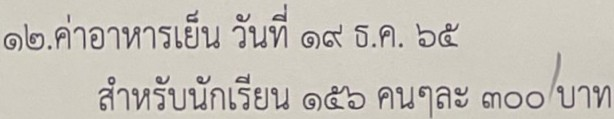 ๑๒.ค่าอาหารเย็น วันที่ ๑๙ ธ.ค. ๖๕
สำหรับนักเรียน ๑๕๖ คนๆละ ๓๐๐ บาท